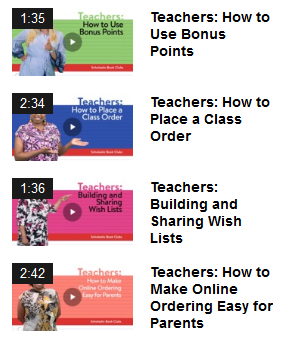 1:35
Teachers:
How to Use
Bonus Points
Scholastic Book Clubs
Teachers: How to
Use Bonus
Points
2:34
Teachers:
How to Place a
Class Order
Scholastic Book Clubs
Teachers: How to
Place a Class
Order
1:36
Teachers:
Building and
Sharing
Wish Lists
Scholastic Book Clubs
Teachers:
Building and
Sharing Wish
Lists
2:42
Teachers:
How to Make
Online Ordering
Easy for Parents
Scholastic Book Clubs
Teachers: How to
Make Online
Ordering Easy for
Parents